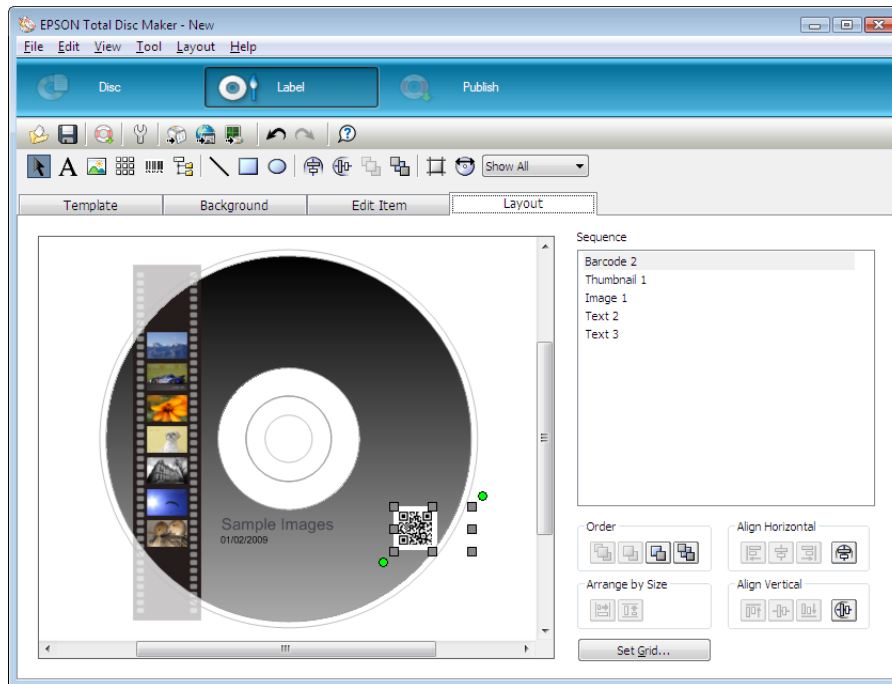 EPSON Total Disc Maker - New
File Edit View Tool Layout Help
Disc Label Publish
Show All
Template Background Edit Item Layout
Sequence
Barcode 2
Thumbnail 1
Image 1
Text 2
Text 3
Sample Images
01/02/2009
Order Align Horizontal
Arrange by Size Align Vertical
Set Grid...